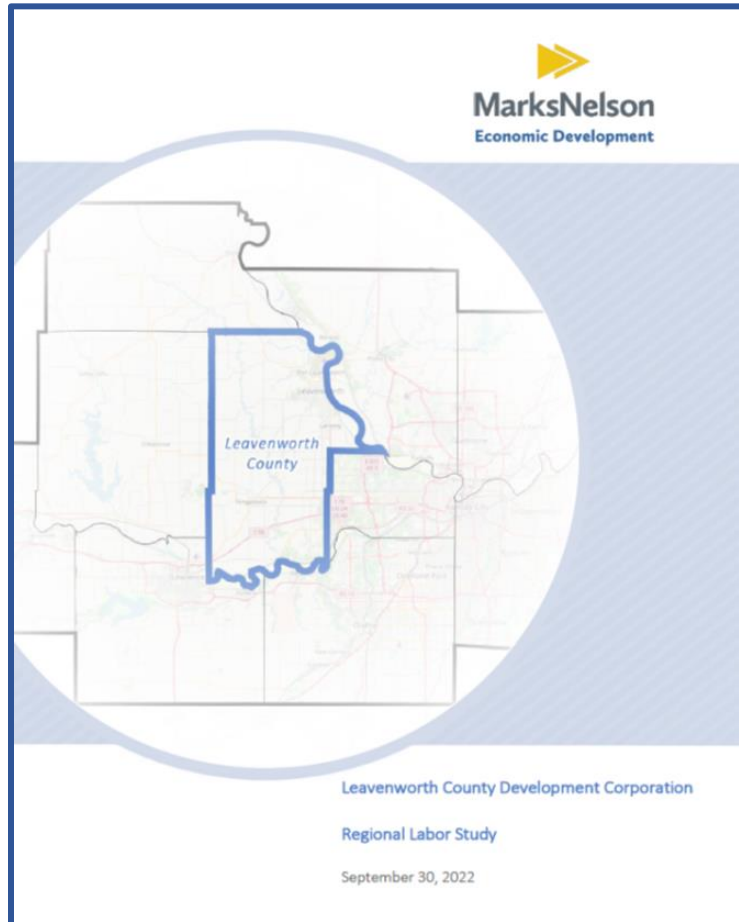 MarksNelson
Economic Development
Leavenworth
County
Leavenworth County Development Corporation
Regional Labor Study
September 30, 2022